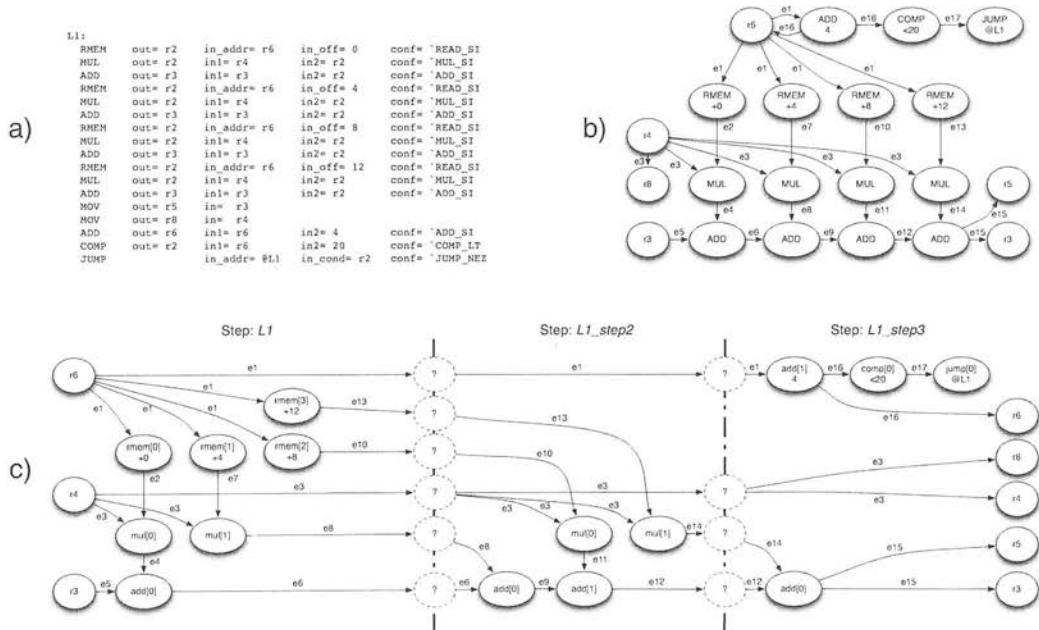 L1:
RMEM out= r2 in_addr= r6 in_off= 0 conf= `READ_SI
MUL out= r2 in1= r4 in2= r2 conf= `MUL_SI
ADD out= r3 in1= r3 in2= r2 conf= `ADD_SI
RMEM out= r2 in_addr= r6 in_off= 4 conf= `READ_SI
MUL out= r2 in1= r4 in2= r2 conf= `MUL_SI
ADD out= r3 in1= r3 in2= r2 conf= `ADD_SI
RMEM out= r2 in_addr= r6 in_off= 8 conf= `READ_SI
MUL out= r2 in1= r4 in2= r2 conf= `MUL_SI
ADD out= r3 in1= r3 in2= r2 conf= `ADD_SI
RMEM out= r2 in_addr= r6 in_off= 12 conf= `READ_SI
MUL out= r2 in1= r4 in2= r2 conf= `MUL_SI
ADD out= r3 in1= r3 in2= r2 conf= `ADD_SI
MOV out= r5 in= r3
MOV out= r8 in= r4
ADD out= r6 in1= r6 in2= 4 conf= `ADD_SI
COMP out= r2 in1= r6 in2= 20 conf= `COMP_LT
JUMP in_addr= @L1 in_cond= r2 conf= `JUMP_NEZ
a)
e1
r6 ADD 4 e16 COMP <20 e17 JUMP @L1
e16
e1 e1 e1 e1
RMEM +0 RMEM +4 RMEM +8 RMEM +12
b)
e2 e7 e10 e13
r4
e3 e3 e3 e3 e3
r8 MUL MUL MUL MUL r5
e4 e8 e11 e14 e15
r3 e5 ADD e6 ADD e9 ADD e12 ADD e15 r3
Step: L1 Step: L1_step2 Step: L1_step3
r6 e1 ? e1 ? e1 add[1] 4 e16 comp[0] <20 e17 jump[0] @L1
e1 rmem[3] +12 e13 ? e13 e16 r6
e1 e1 e1
rmem[0] +0 rmem[1] +4 rmem[2] +8 e10 ? e10 r6
c)
e2 e7 e3
r4 e3 ? e3 ? e3 r4
e3 e3 e3 e3
mul[0] mul[1] e8 ? mul[0] mul[1] e14 ? r5
e4 e8 e11 e14 e15
r3 e5 add[0] e6 ? e6 add[0] e9 add[1] e12 ? e12 add[0] e15 r3